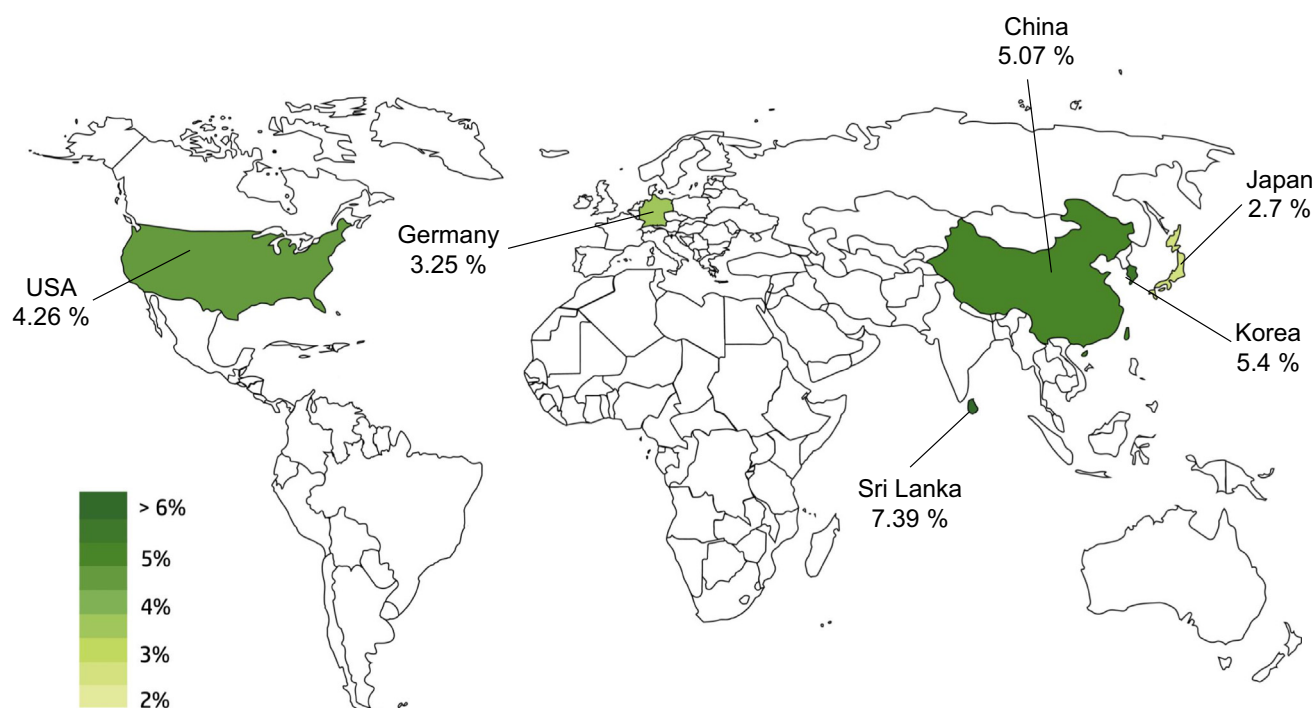 China
5.07 %
Japan
2.7 %
Germany
3.25 %
USA
4.26 %
Korea
5.4 %
Sri Lanka
7.39 %
> 6%
5%
4%
3%
2%